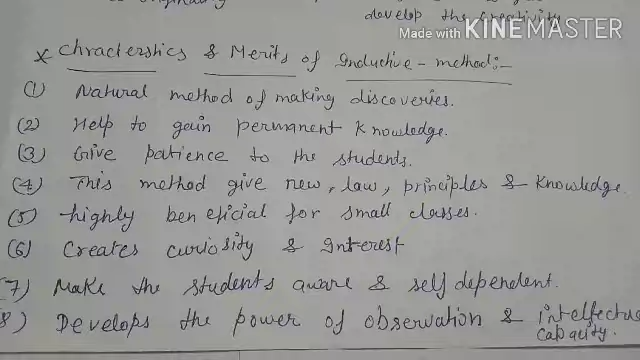 develop the creativity
Made with KINEMASTER
* Chracterstics & Merits of Inductive - method:-
(1) Natural method of making discoveries.
(2) Help to gain permanent knowledge.
(3) Give patience to the students.
(4) This method give new, law, principles & knowledge.
(5) highly beneficial for small classes.
(6) Creates curiosity & Interest
(7) Make the students aware & self dependent.
8) Develops the power of observation & intellectual
capacity.